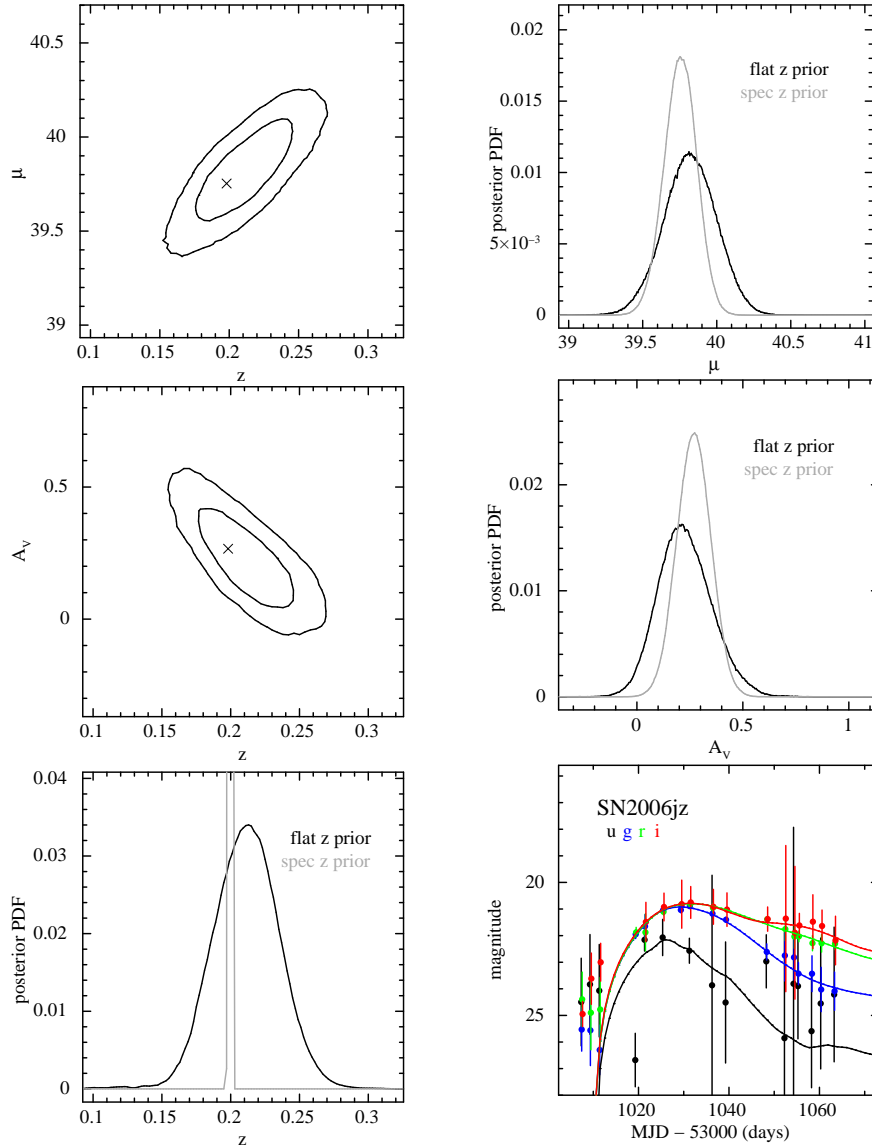 40.5
40
39.5
39
μ
0.1 0.15 0.2 0.25 0.3
z
0.02
0.015
0.01
5×10⁻³
0
posterior PDF
flat z prior
spec z prior
39 39.5 40 40.5 41
μ
0.5
0
A_V
0.1 0.15 0.2 0.25 0.3
z
0.02
0.01
0
posterior PDF
flat z prior
spec z prior
0 0.5 1
A_V
0.04
0.03
0.02
0.01
0
posterior PDF
flat z prior
spec z prior
0.1 0.15 0.2 0.25 0.3
z
SN2006jz
u g r i
20
25
magnitude
1020 1040 1060
MJD − 53000 (days)